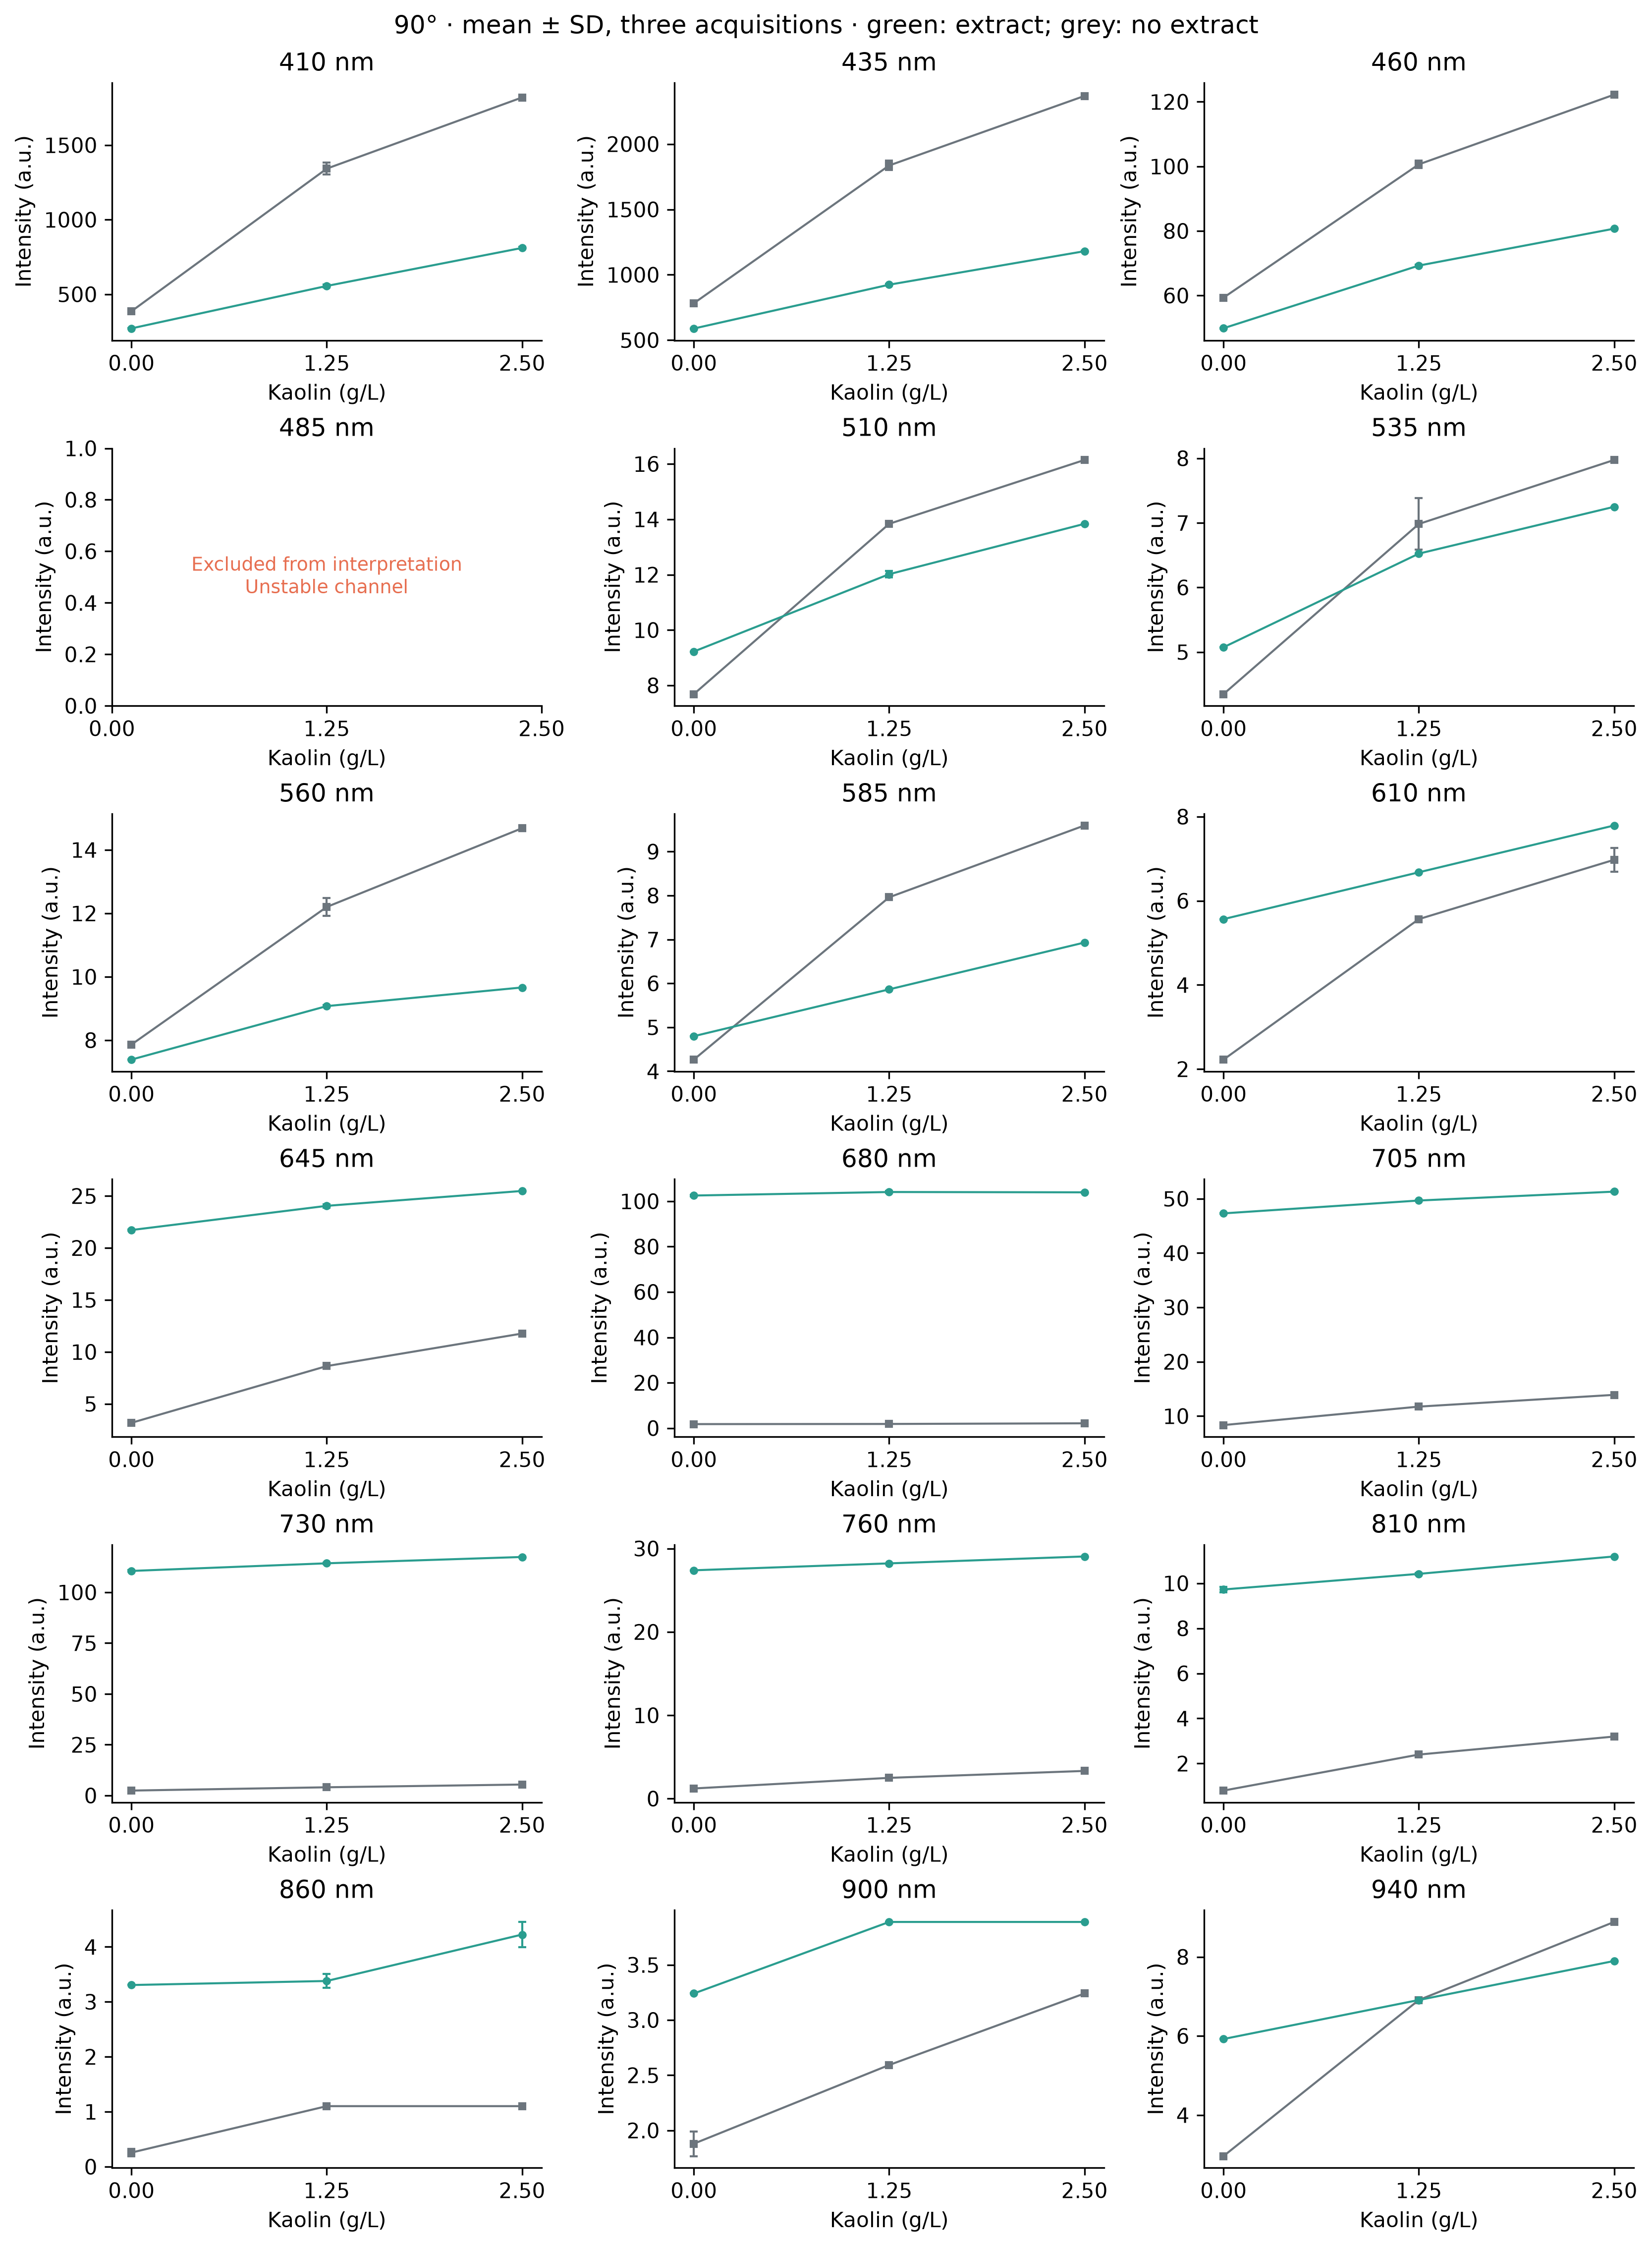 90° · mean ± SD, three acquisitions · green: extract; grey: no extract
410 nm
Intensity (a.u.)
1500
1000
500
0.00 1.25 2.50
Kaolin (g/L)
435 nm
Intensity (a.u.)
2000
1500
1000
500
0.00 1.25 2.50
Kaolin (g/L)
460 nm
Intensity (a.u.)
120
100
80
60
0.00 1.25 2.50
Kaolin (g/L)
485 nm
Intensity (a.u.)
1.0
0.8
0.6
0.4
0.2
0.0
Excluded from interpretation
Unstable channel
0.00 1.25 2.50
Kaolin (g/L)
510 nm
Intensity (a.u.)
16
14
12
10
8
0.00 1.25 2.50
Kaolin (g/L)
535 nm
Intensity (a.u.)
8
7
6
5
0.00 1.25 2.50
Kaolin (g/L)
560 nm
Intensity (a.u.)
14
12
10
8
0.00 1.25 2.50
Kaolin (g/L)
585 nm
Intensity (a.u.)
9
8
7
6
5
4
0.00 1.25 2.50
Kaolin (g/L)
610 nm
Intensity (a.u.)
8
6
4
2
0.00 1.25 2.50
Kaolin (g/L)
645 nm
Intensity (a.u.)
25
20
15
10
5
0.00 1.25 2.50
Kaolin (g/L)
680 nm
Intensity (a.u.)
100
80
60
40
20
0
0.00 1.25 2.50
Kaolin (g/L)
705 nm
Intensity (a.u.)
50
40
30
20
10
0.00 1.25 2.50
Kaolin (g/L)
730 nm
Intensity (a.u.)
100
75
50
25
0
0.00 1.25 2.50
Kaolin (g/L)
760 nm
Intensity (a.u.)
30
20
10
0
0.00 1.25 2.50
Kaolin (g/L)
810 nm
Intensity (a.u.)
10
8
6
4
2
0.00 1.25 2.50
Kaolin (g/L)
860 nm
Intensity (a.u.)
4
3
2
1
0
0.00 1.25 2.50
Kaolin (g/L)
900 nm
Intensity (a.u.)
3.5
3.0
2.5
2.0
0.00 1.25 2.50
Kaolin (g/L)
940 nm
Intensity (a.u.)
8
6
4
0.00 1.25 2.50
Kaolin (g/L)